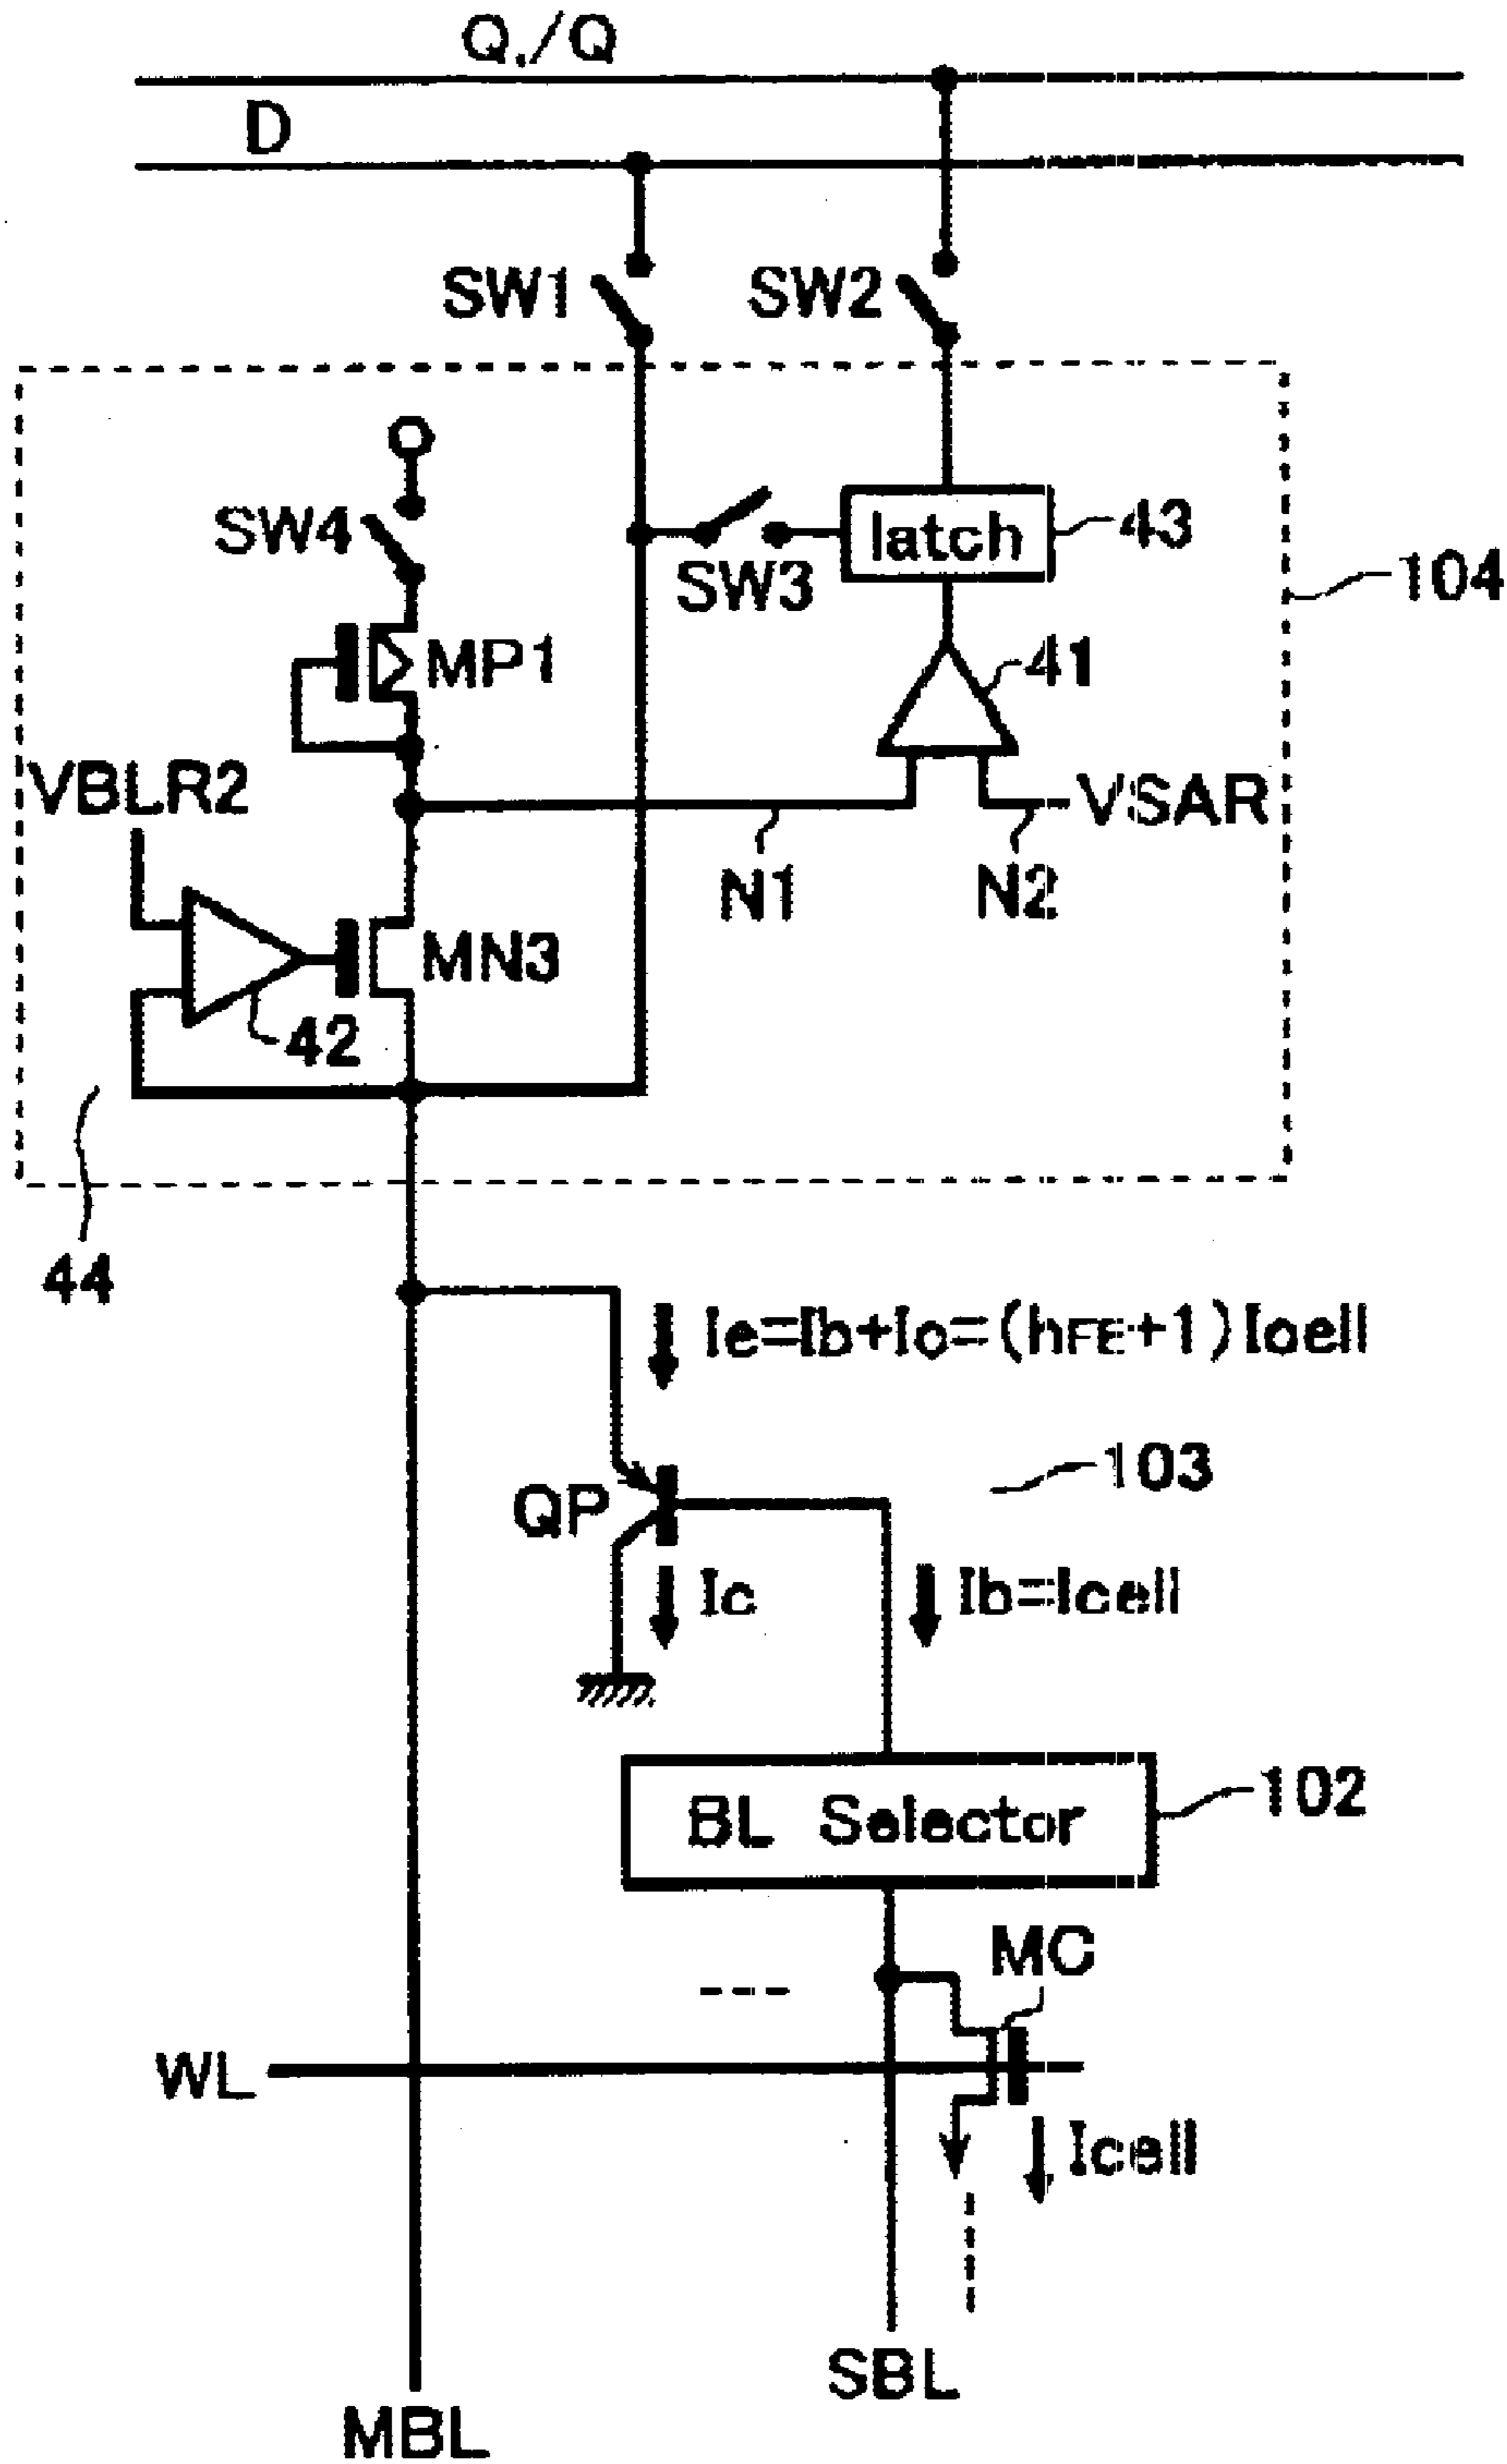 Q,/Q
D
SW1
SW2
SW4
latch
43
SW3
104
MP1
41
VBLR2
VSAR
N1
N2
MN3
42
44
Ie=Ib+Ic=(hFE+1)Icell
103
QP
Ic
Ib=Icell
BL Selector
102
MC
WL
Icell
SBL
MBL